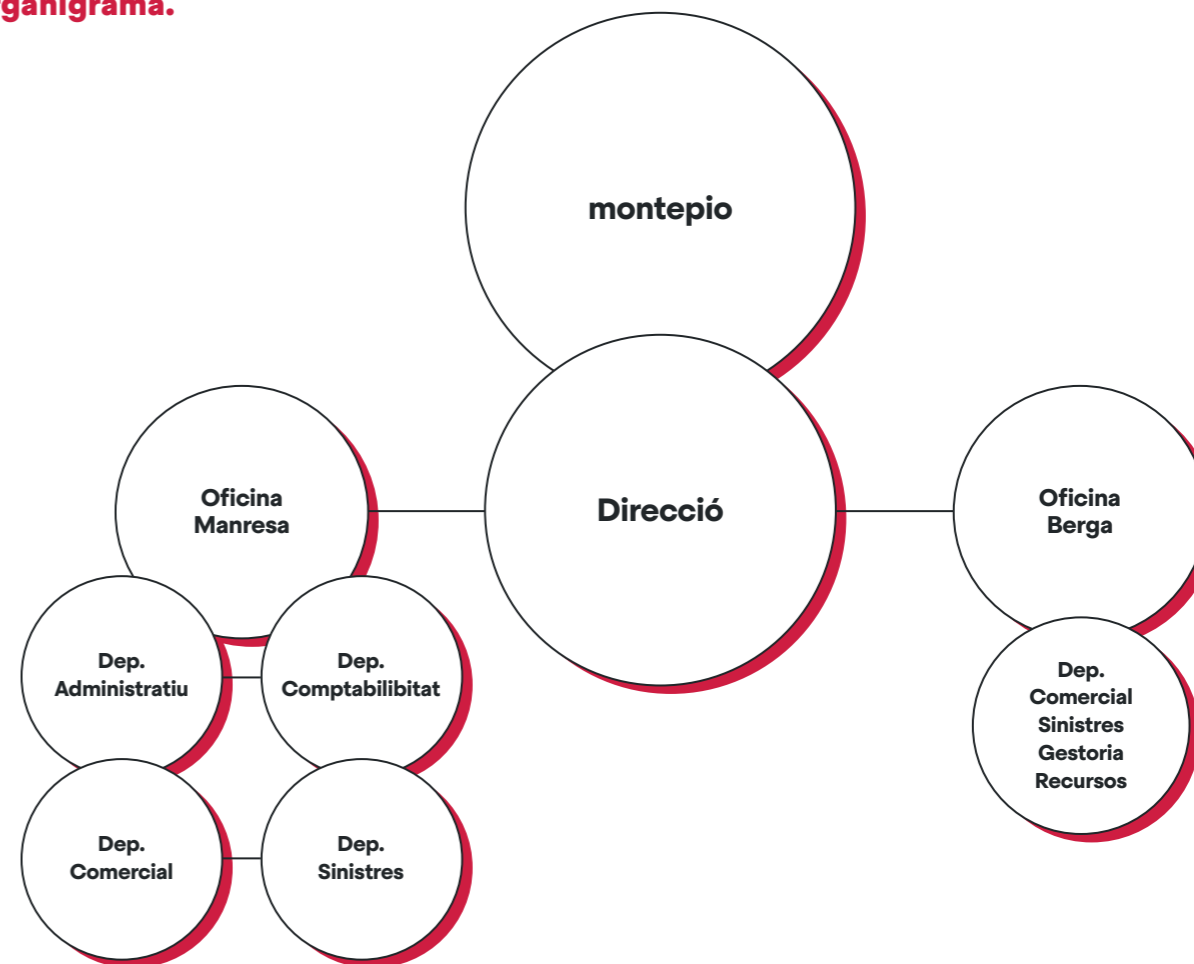 rganigrama.
montepio
Direcció
Oficina
Manresa
Oficina
Berga
Dep.
Administratiu
Dep.
Comptabilibitat
Dep.
Comercial
Sinistres
Gestoria
Recursos
Dep.
Comercial
Dep.
Sinistres